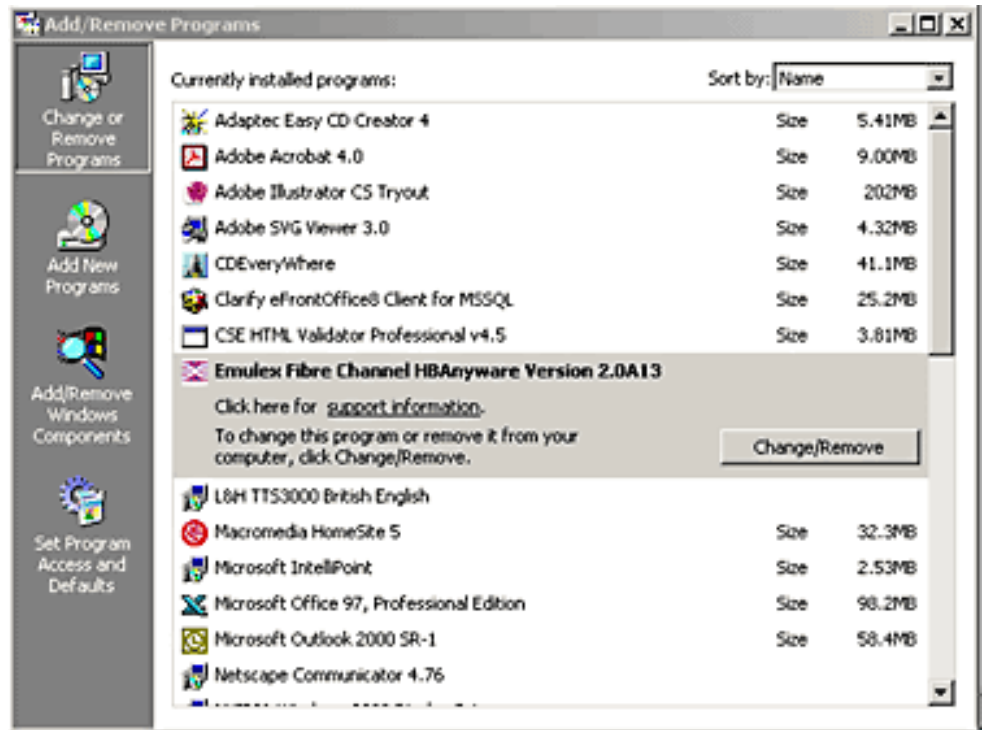 Add/Remove Programs
Change or
Remove
Programs
Add New
Programs
Add/Remove
Windows
Components
Set Program
Access and
Defaults
Currently installed programs: Sort by: Name
Adaptec Easy CD Creator 4 Size 5.41MB
Adobe Acrobat 4.0 Size 9.00MB
Adobe Illustrator CS Tryout Size 202MB
Adobe SVG Viewer 3.0 Size 4.32MB
CDEveryWhere Size 41.1MB
Clarify eFrontOffice8 Client for MSSQL Size 25.2MB
CSE HTML Validator Professional v4.5 Size 3.81MB
Emulex Fibre Channel HBAnyware Version 2.0A13
Click here for support information.
To change this program or remove it from your
computer, click Change/Remove.
Change/Remove
L&H TTS3000 British English
Macromedia HomeSite 5 Size 32.3MB
Microsoft IntelliPoint Size 2.53MB
Microsoft Office 97, Professional Edition Size 98.2MB
Microsoft Outlook 2000 SR-1 Size 58.4MB
Netscape Communicator 4.76